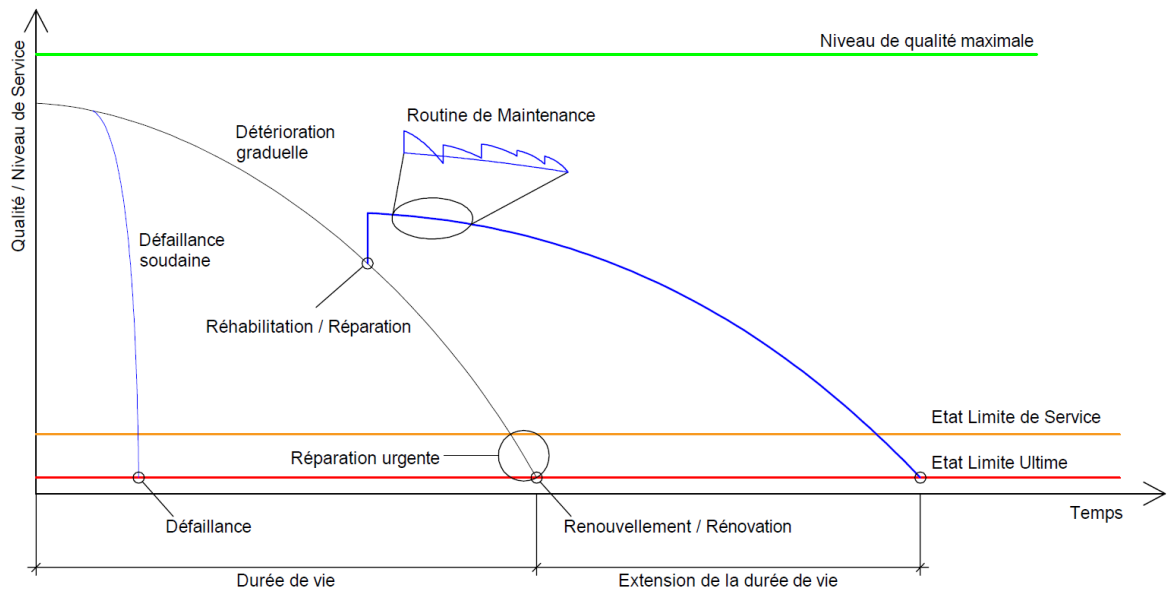 Niveau de qualité maximale
Qualité / Niveau de Service
Routine de Maintenance
Détérioration
graduelle
Défaillance
soudaine
Réhabilitation / Réparation
Etat Limite de Service
Réparation urgente
Etat Limite Ultime
Temps
Défaillance
Renouvellement / Rénovation
Durée de vie
Extension de la durée de vie